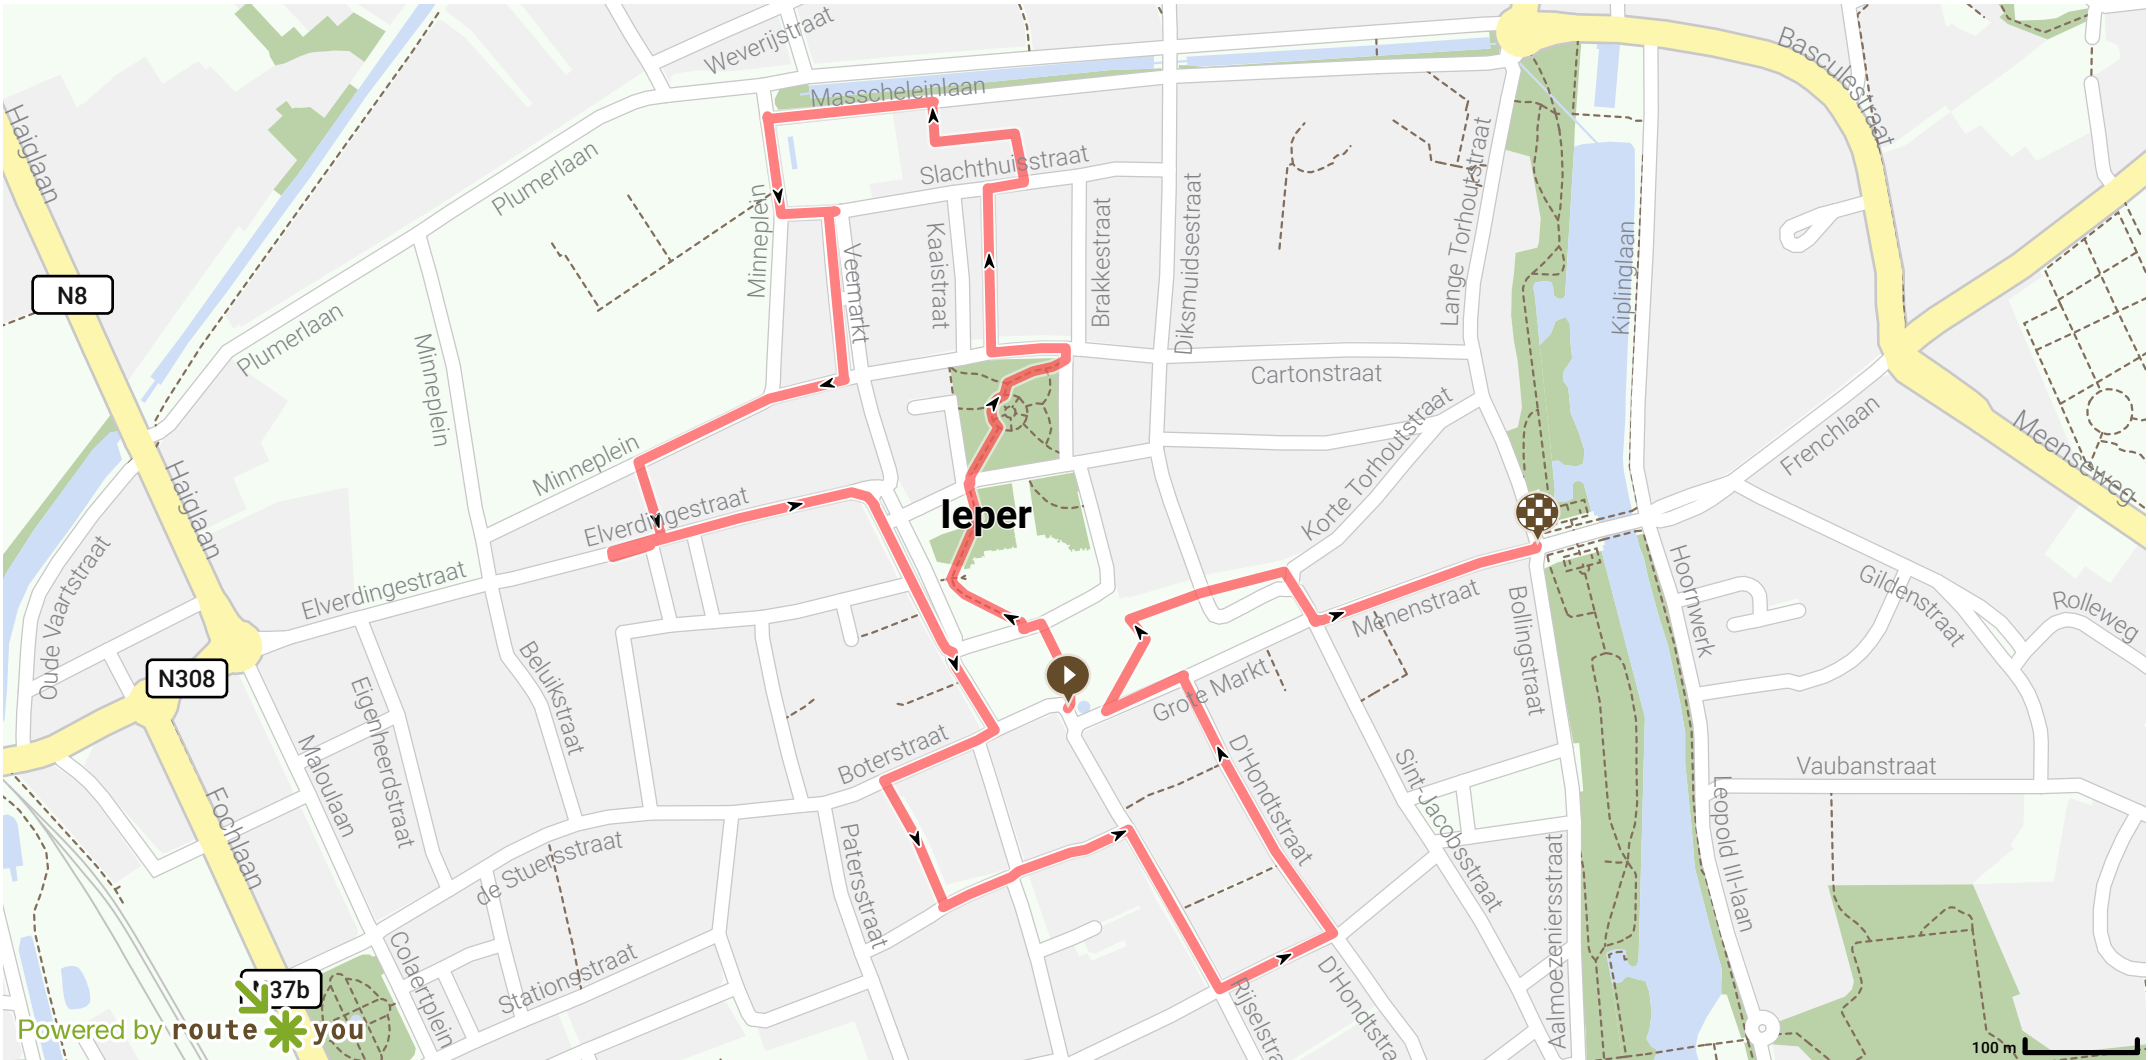 Weverijstraat
Basculestraat
Masscheleinlaan
Haiglaan
Plumerlaan
Slachthuisstraat
Lange Torhoutstraat
Minneplein
Kaaistraat
Brakkestraat
Diksmuidsestraat
Veemarkt
Kiplinglaan
N8
Plumerlaan
Minneplein
Cartonstraat
Korte Torhoutstraat
Frenchlaan
Meenseweg
Minneplein
Haiglaan
Elverdingestraat
Ieper
Oude Vaartstraat
Elverdingestraat
Hoornwerk
Gildenstraat
Rolleweg
Menenstraat
Bollingstraat
N308
Beluikstraat
Eigenheerdstraat
Grote Markt
Boterstraat
D'Hondtstraat
Maloulaan
Sint-Jacobsstraat
Vaubanstraat
Fochlaan
de Stuersstraat
Patersstraat
Leopold III-laan
Aalmoezeniersstraat
Colaertplein
Stationsstraat
D'Hondtstra
Rijselstra
37b
Powered by route you
100 m